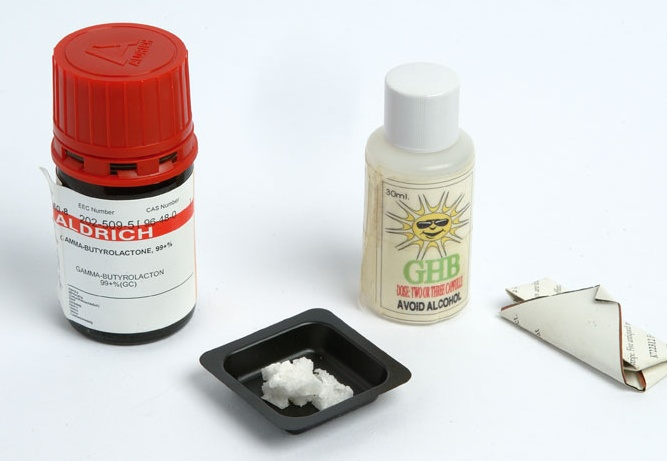 EEC Number
CAS Number
202-509-5
96-48-0
ALDRICH
GAMMA-BUTYROLACTONE, 99+%
GAMMA-BUTYROLACTON
99+%(GC)
30ml.
GHB
DOSE: TWO OR THREE CAPFULLS
AVOID ALCOHOL